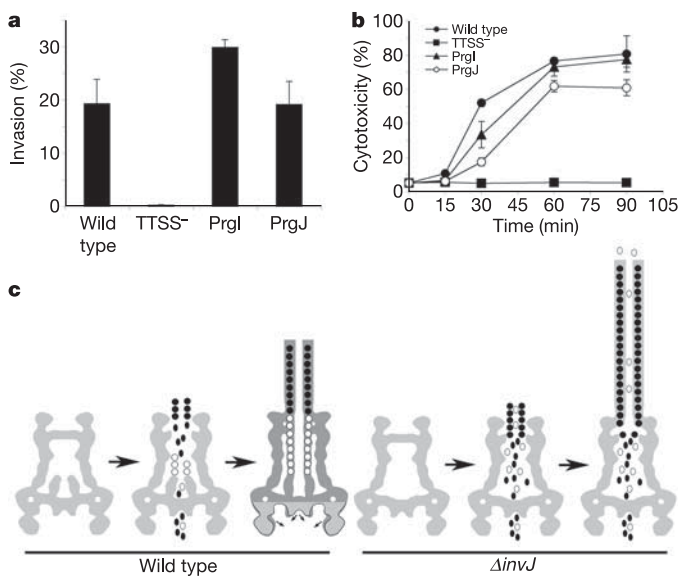 a
Invasion (%)
30
20
10
0
Wild
type
TTSS–
PrgI
PrgJ
b
Wild type
TTSS–
PrgI
PrgJ
Cytotoxicity (%)
100
80
60
40
20
0
0 15 30 45 60 75 90 105
Time (min)
c
Wild type
ΔinvJ